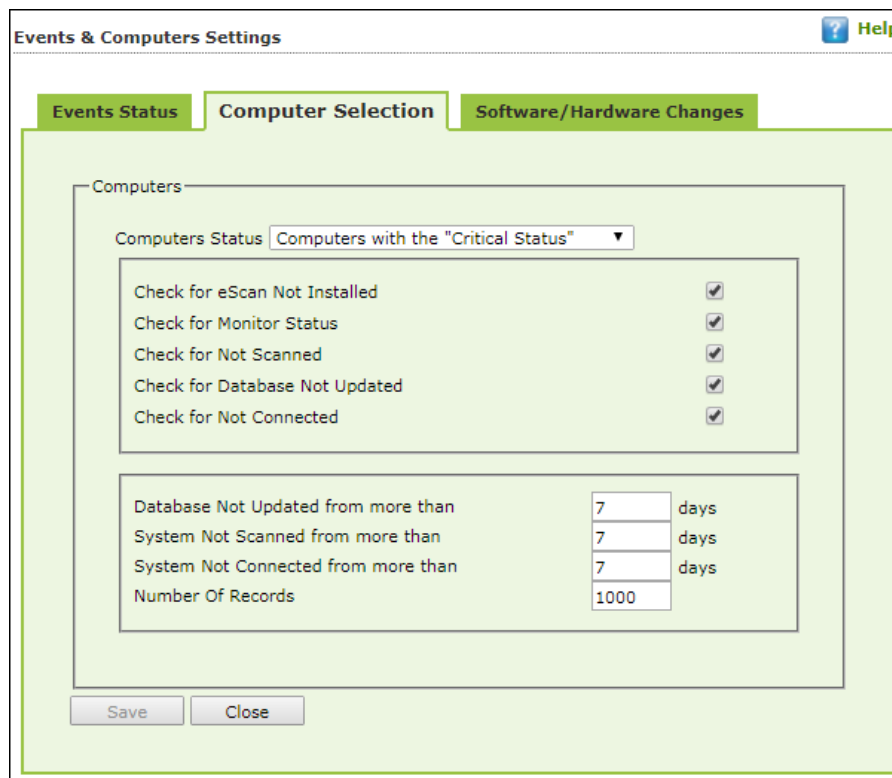 Events & Computers Settings
? Help
Events Status Computer Selection Software/Hardware Changes
Computers
Computers Status Computers with the "Critical Status" ▼
Check for eScan Not Installed
Check for Monitor Status
Check for Not Scanned
Check for Database Not Updated
Check for Not Connected
Database Not Updated from more than 7 days
System Not Scanned from more than 7 days
System Not Connected from more than 7 days
Number Of Records 1000
Save Close